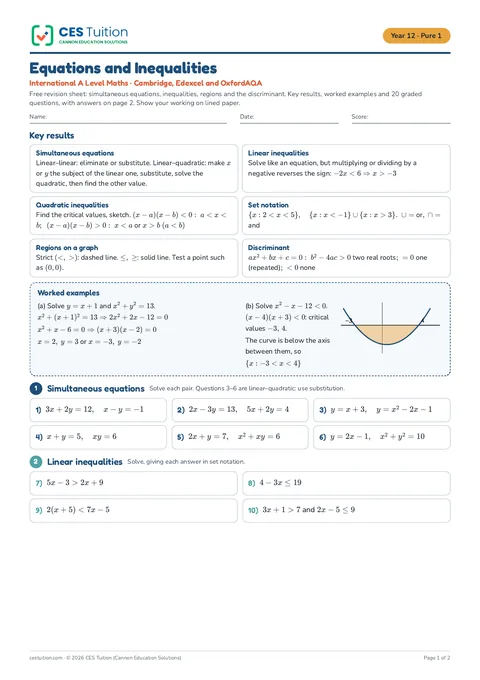 CES Tuition
CANNON EDUCATION SOLUTIONS
Year 12 · Pure 1
Equations and Inequalities
International A Level Maths · Cambridge, Edexcel and OxfordAQA
Free revision sheet: simultaneous equations, inequalities, regions and the discriminant. Key results, worked examples and 20 graded
questions, with answers on page 2. Show your working on lined paper.
Name: Date: Score:
Key results
Simultaneous equations
Linear-linear: eliminate or substitute. Linear-quadratic: make x
or y the subject of the linear one, substitute, solve the
quadratic, then find the other value.
Linear inequalities
Solve like an equation, but multiplying or dividing by a
negative reverses the sign: −2x < 6 ⇒ x > −3
Quadratic inequalities
Find the critical values, sketch. (x − a)(x − b) < 0 : a < x <
b; (x − a)(x − b) > 0 : x < a or x > b (a < b)
Set notation
{x : 2 < x < 5}, {x : x < −1} ∪ {x : x > 3}. ∪ = or, ∩ =
and
Regions on a graph
Strict (<, >): dashed line. ≤, ≥: solid line. Test a point such
as (0, 0).
Discriminant
ax² + bx + c = 0 : b² − 4ac > 0 two real roots; = 0 one
(repeated); < 0 none
Worked examples
(a) Solve y = x + 1 and x² + y² = 13.
x² + (x + 1)² = 13 ⇒ 2x² + 2x − 12 = 0
x² + x − 6 = 0 ⇒ (x + 3)(x − 2) = 0
x = 2, y = 3 or x = −3, y = −2
(b) Solve x² − x − 12 < 0.
(x − 4)(x + 3) < 0: critical
values −3, 4.
The curve is below the axis
between them, so
{x : −3 < x < 4}
−3 4
1 Simultaneous equations Solve each pair. Questions 3–6 are linear–quadratic: use substitution.
1) 3x + 2y = 12, x − y = −1
2) 2x − 3y = 13, 5x + 2y = 4
3) y = x + 3, y = x² − 2x − 1
4) x + y = 5, xy = 6
5) 2x + y = 7, x² + xy = 6
6) y = 2x − 1, x² + y² = 10
2 Linear inequalities Solve, giving each answer in set notation.
7) 5x − 3 > 2x + 9
8) 4 − 3x ≤ 19
9) 2(x + 5) < 7x − 5
10) 3x + 1 > 7 and 2x − 5 ≤ 9
cestuition.com · © 2026 CES Tuition (Cannon Education Solutions)
Page 1 of 2